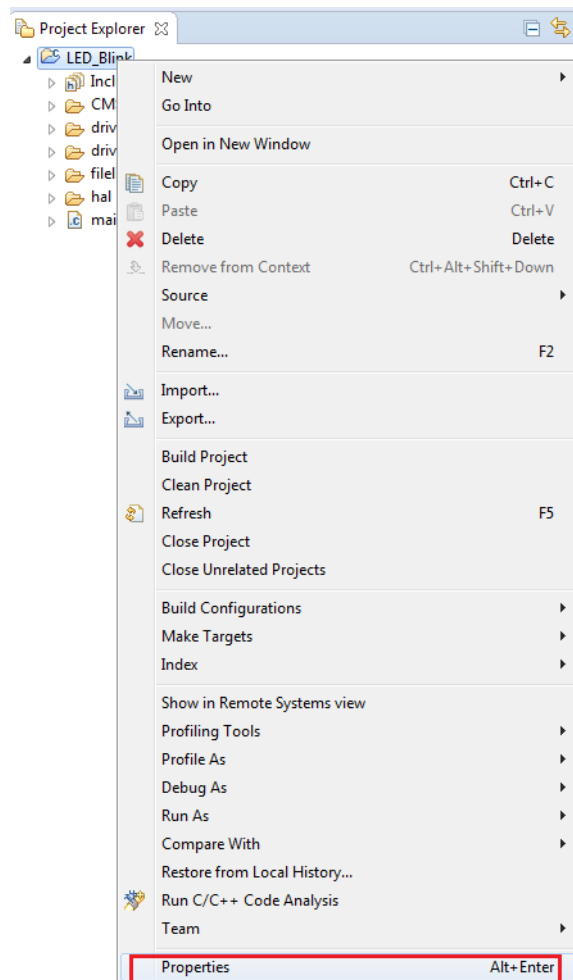 Project Explorer
LED_Blink
Incl
CM
driv
driv
filel
hal
mai
New
Go Into
Open in New Window
Copy Ctrl+C
Paste Ctrl+V
Delete Delete
Remove from Context Ctrl+Alt+Shift+Down
Source
Move...
Rename... F2
Import...
Export...
Build Project
Clean Project
Refresh F5
Close Project
Close Unrelated Projects
Build Configurations
Make Targets
Index
Show in Remote Systems view
Profiling Tools
Profile As
Debug As
Run As
Compare With
Restore from Local History...
Run C/C++ Code Analysis
Team
Properties Alt+Enter